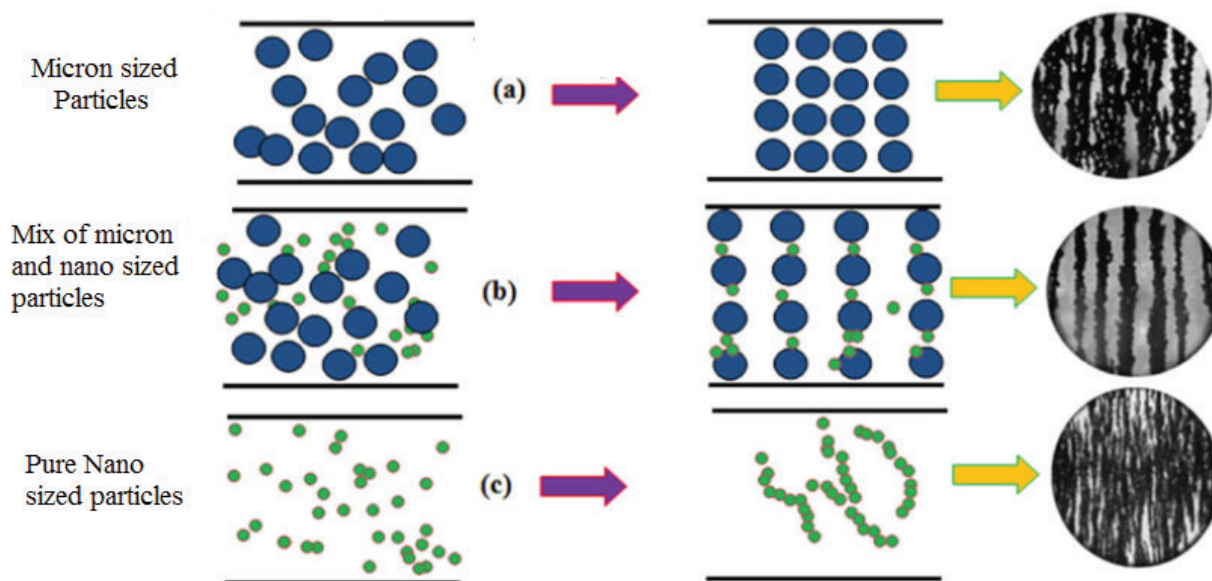 Micron sized
Particles
(a)
Mix of micron
and nano sized
particles
(b)
Pure Nano
sized particles
(c)